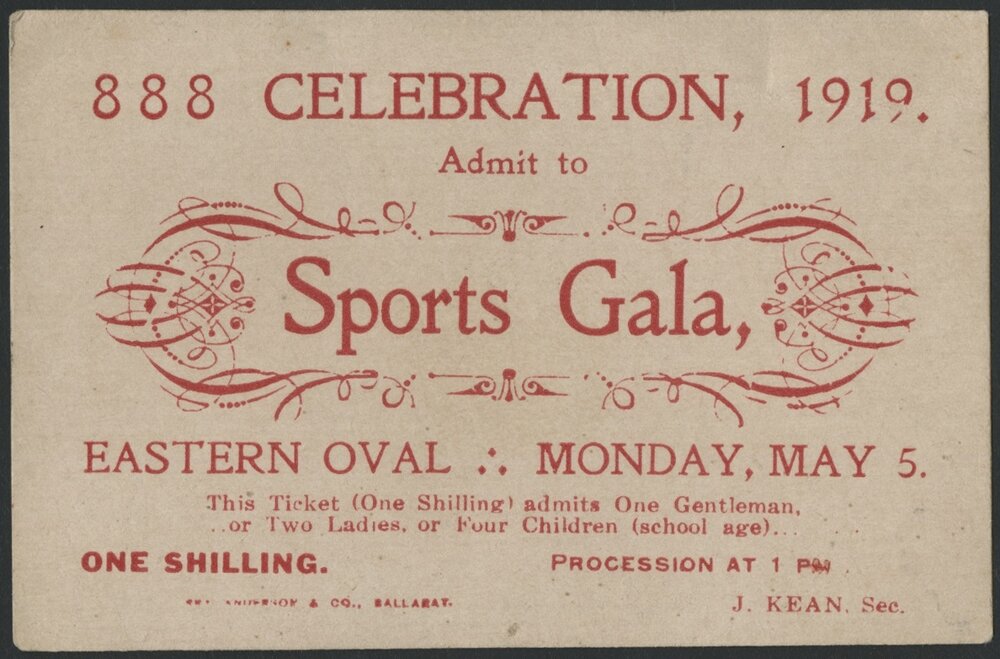 888 CELEBRATION, 1919.
Admit to
Sports Gala,
EASTERN OVAL ∴ MONDAY, MAY 5.
This Ticket (One Shilling) admits One Gentleman,
..or Two Ladies, or Four Children (school age)...
ONE SHILLING. PROCESSION AT 1
ANDERSON & CO., BALLARAT. J. KEAN, Sec.